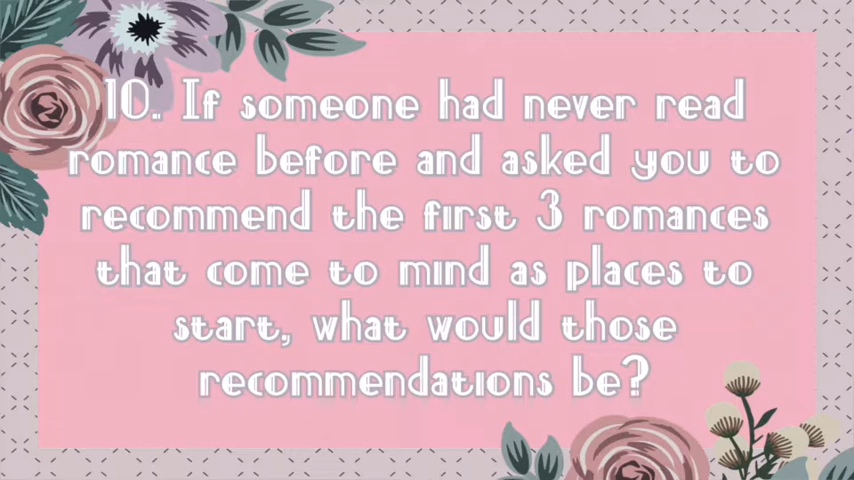 10. If someone had never read
romance before and asked you to
recommend the first 3 romances
that come to mind as places to
start, what would those
recommendations be?